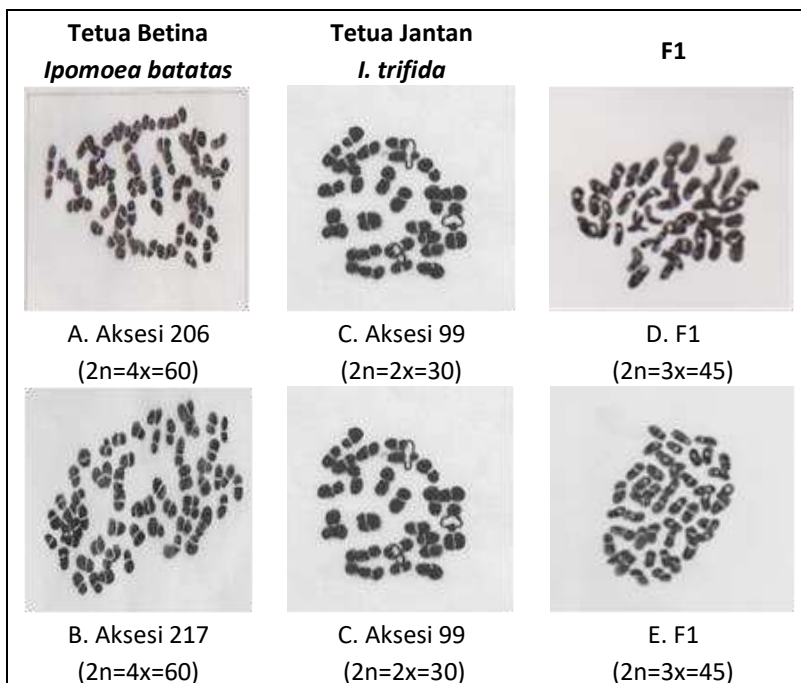 Tetua Betina
Ipomoea batatas
Tetua Jantan
I. trifida
F1
A. Aksesi 206
(2n=4x=60)
C. Aksesi 99
(2n=2x=30)
D. F1
(2n=3x=45)
B. Aksesi 217
(2n=4x=60)
C. Aksesi 99
(2n=2x=30)
E. F1
(2n=3x=45)